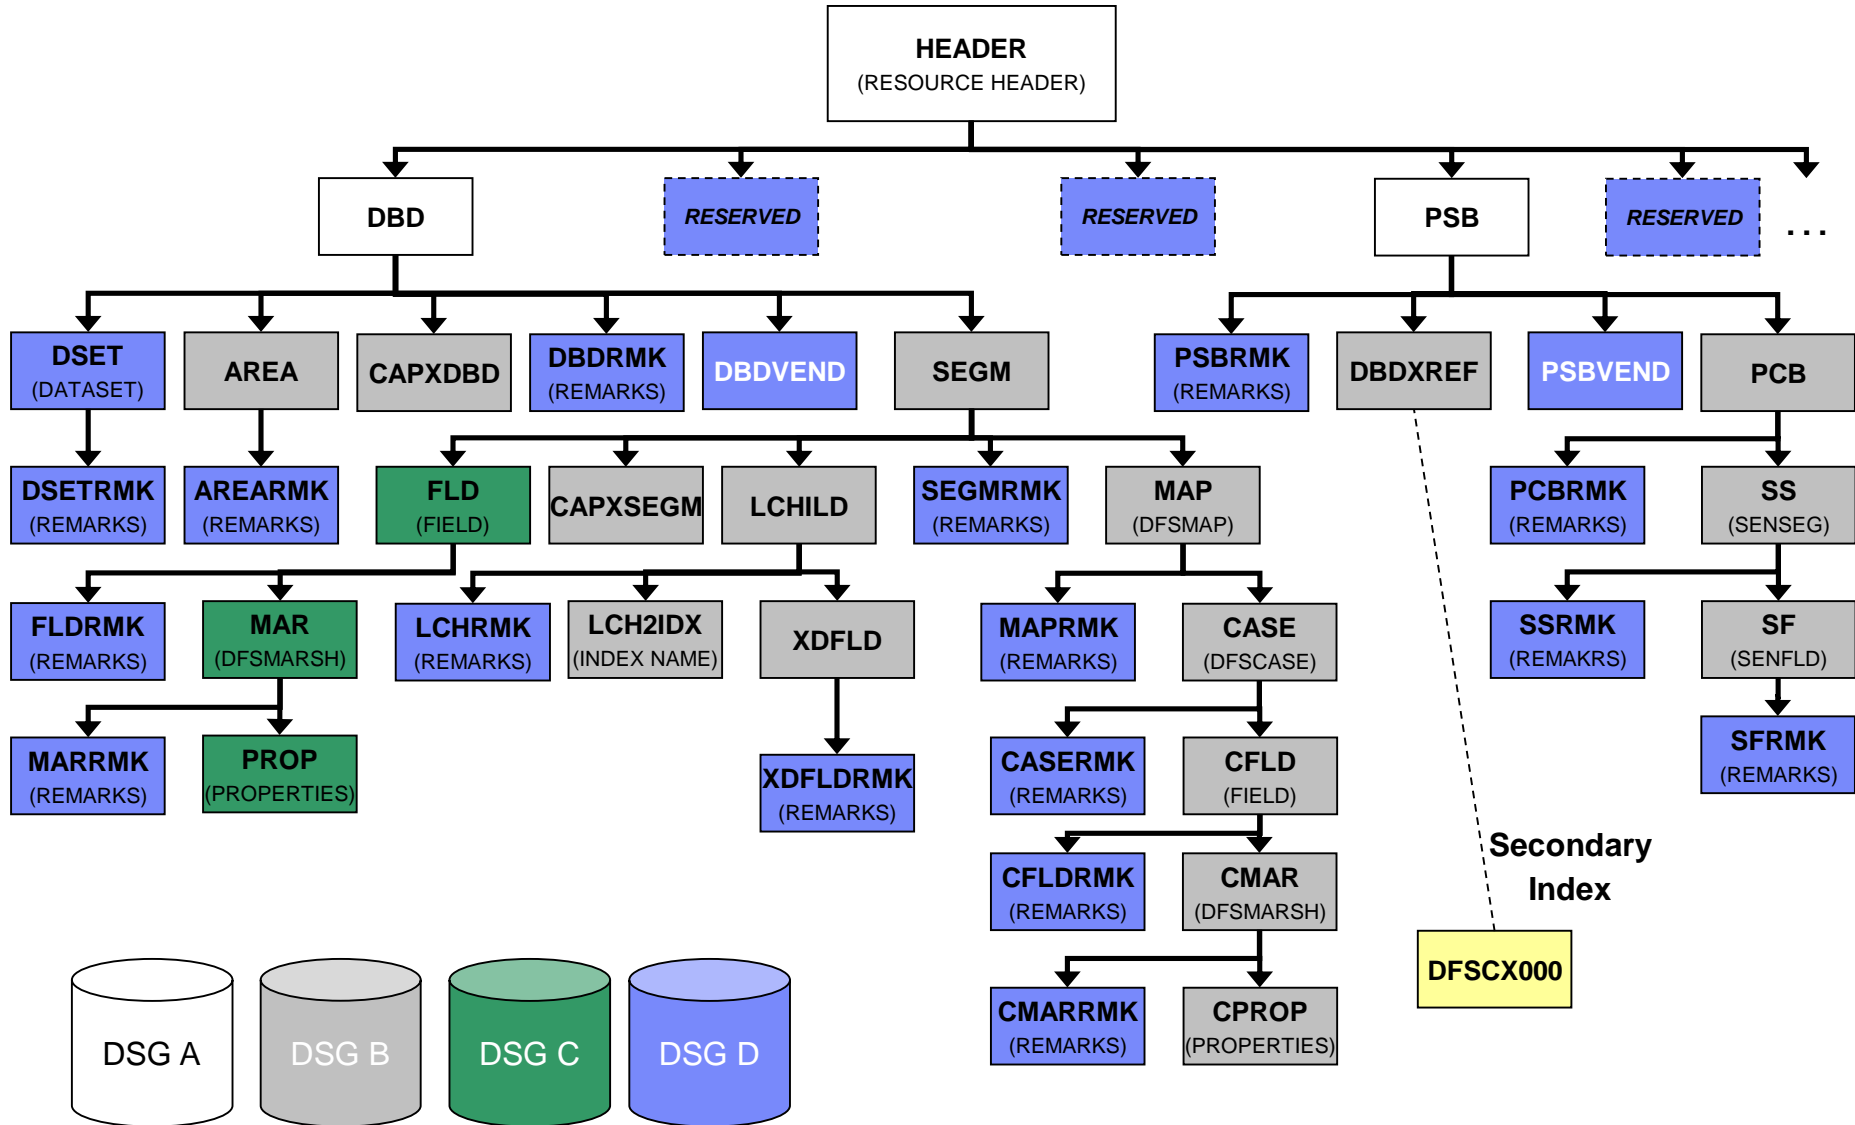 HEADER
(RESOURCE HEADER)
DBD
RESERVED
RESERVED
PSB
RESERVED
...
DSET
(DATASET)
AREA
CAPXDBD
DBDRMK
(REMARKS)
DBDVEND
SEGM
PSBRMK
(REMARKS)
DBDXREF
PSBVEND
PCB
DSETRMK
(REMARKS)
AREARMK
(REMARKS)
FLD
(FIELD)
CAPXSEGM
LCHILD
SEGMRMK
(REMARKS)
MAP
(DFSMAP)
PCBRMK
(REMARKS)
SS
(SENSEG)
FLDRMK
(REMARKS)
MAR
(DFSMARSH)
LCHRMK
(REMARKS)
LCH2IDX
(INDEX NAME)
XDFLD
MAPRMK
(REMARKS)
CASE
(DFSCASE)
SSRMK
(REMAKRS)
SF
(SENFLD)
MARRMK
(REMARKS)
PROP
(PROPERTIES)
XDFLDRMK
(REMARKS)
CASERMK
(REMARKS)
CFLD
(FIELD)
SFRMK
(REMARKS)
Secondary
Index
CFLDRMK
(REMARKS)
CMAR
(DFSMARSH)
DFSCX000
CMARRMK
(REMARKS)
CPROP
(PROPERTIES)
DSG A
DSG B
DSG C
DSG D